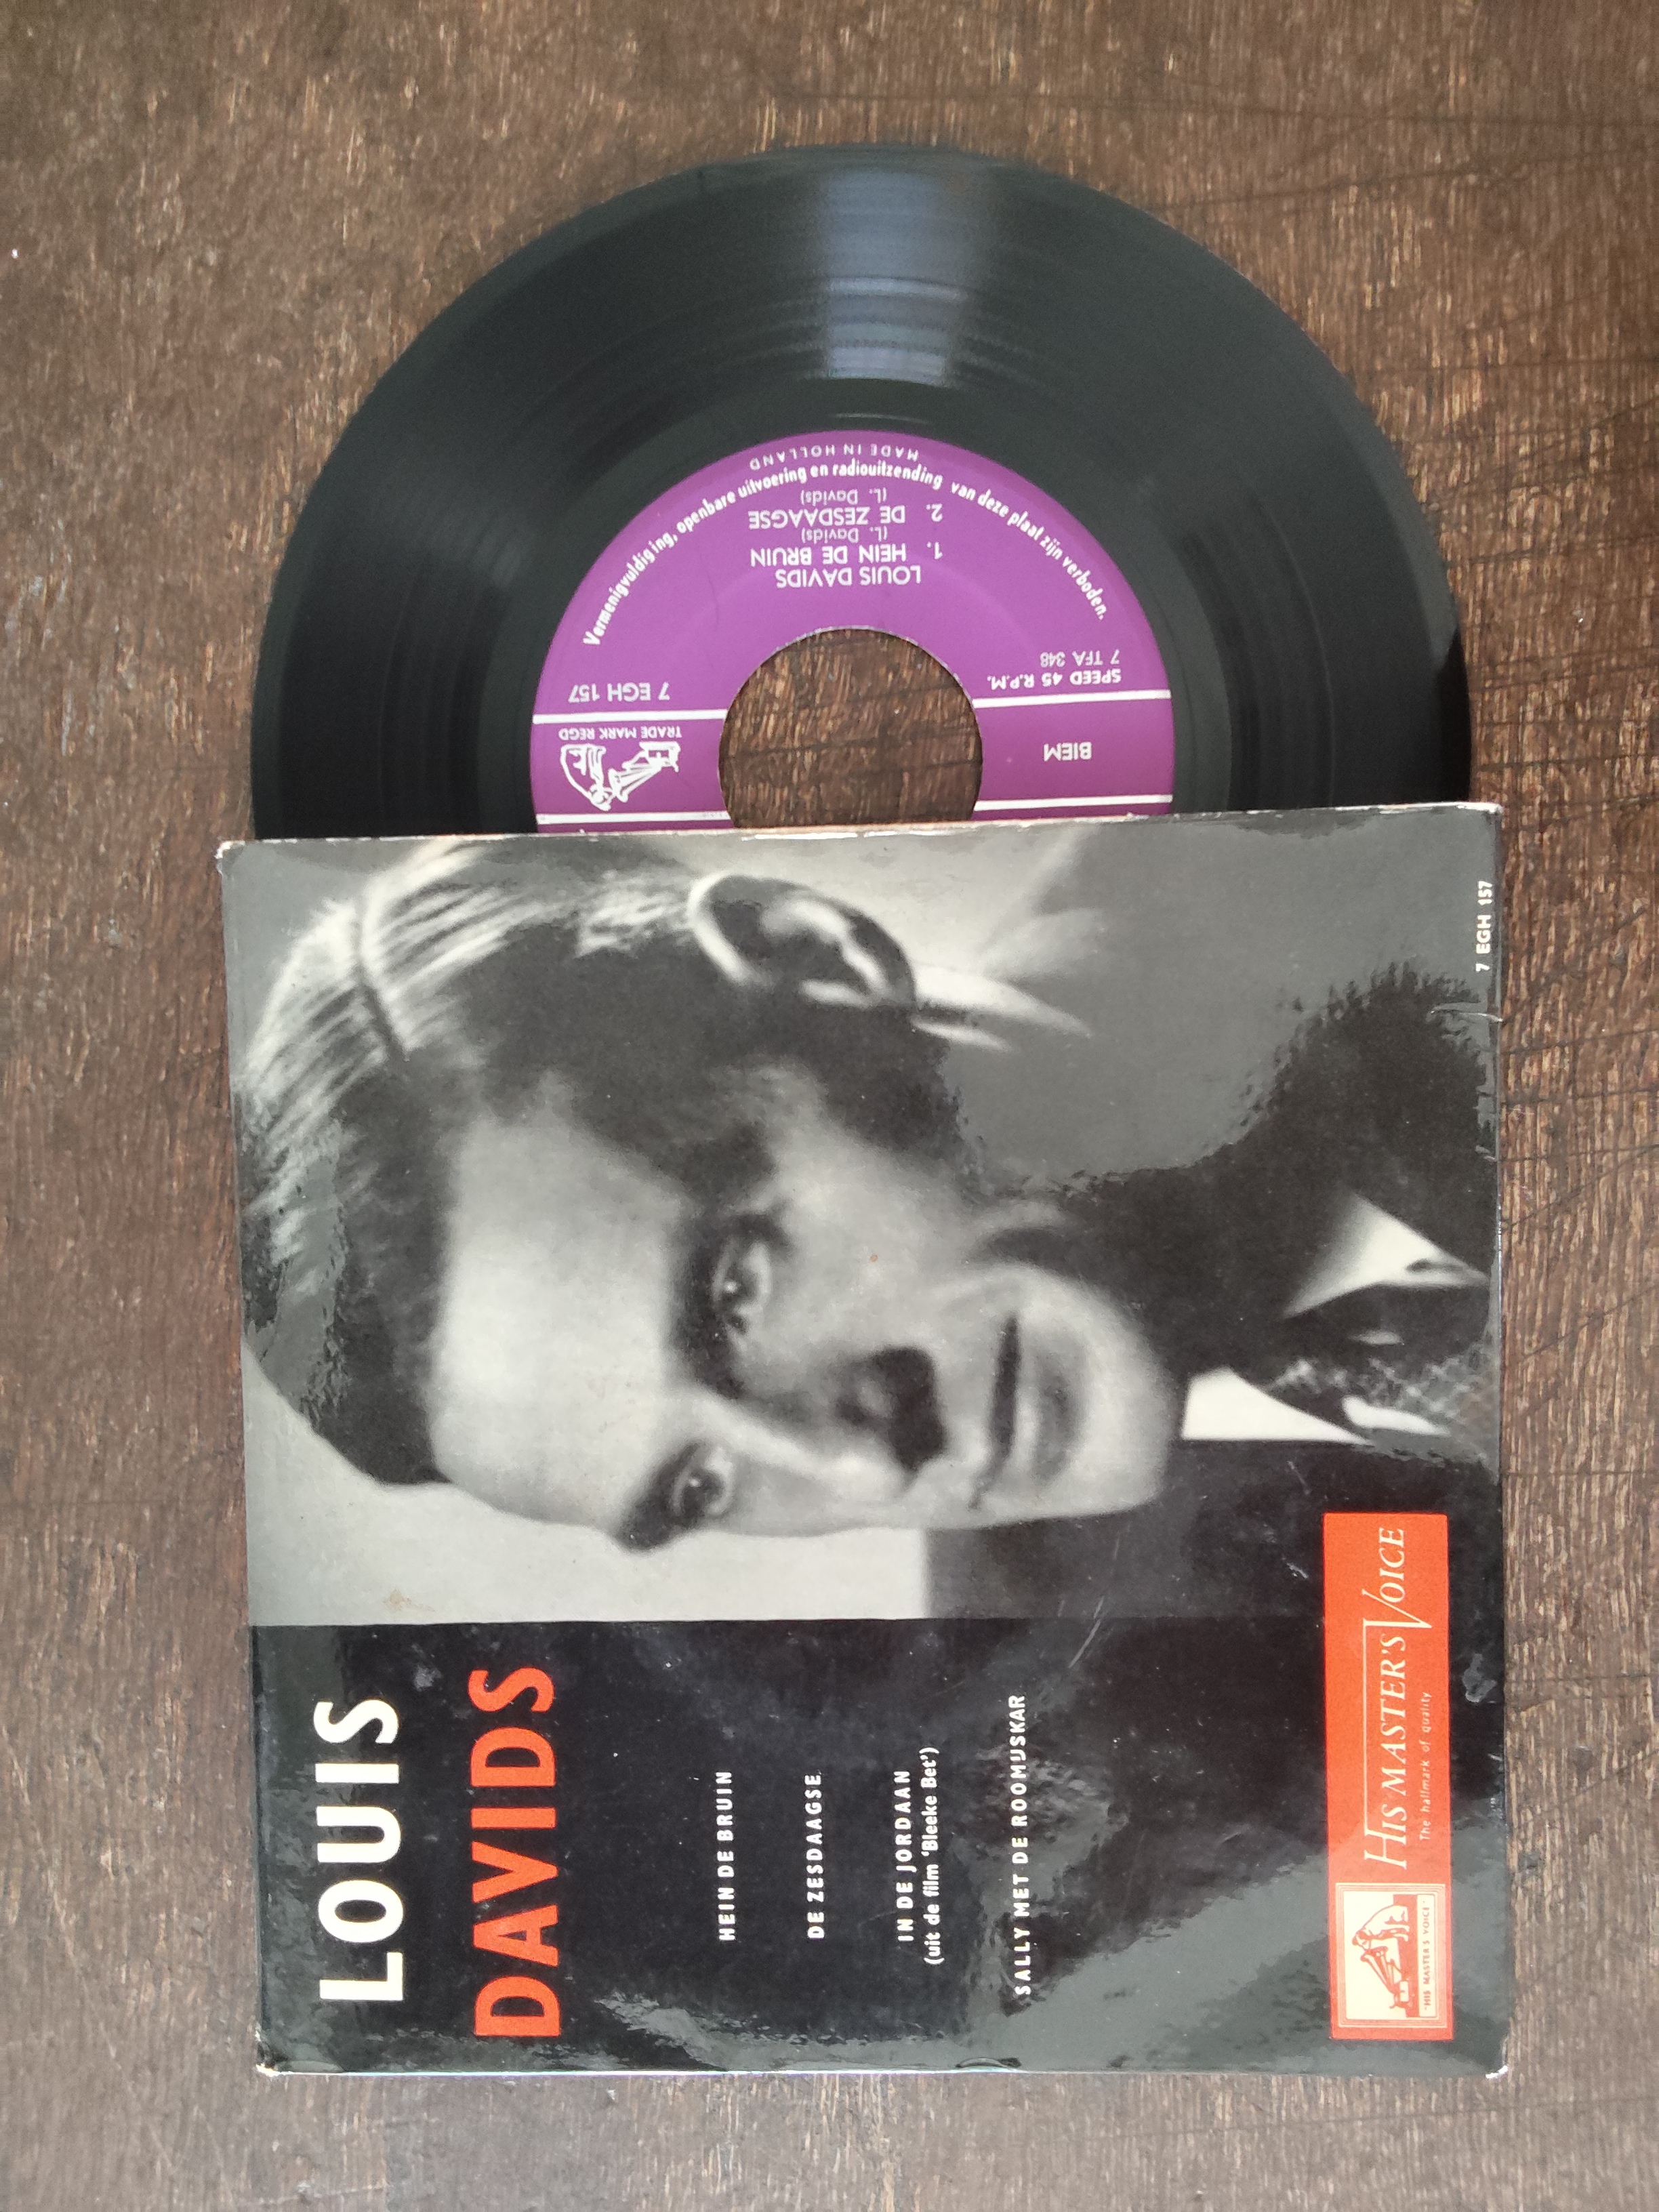 LOUIS
DAVIDS
HEIN DE BRUIN
DE ZESDAAGSE
IN DE JORDAAN
(uit de film 'Bleeke Bet')
SALLY MET DE ROOMIJSKAR
"HIS MASTER'S VOICE"
HIS MASTER'S VOICE
The hallmark of quality
7 EGH 157
TRADE MARK REGD
BIEM
7 EGH 157
SPEED 45 R.P.M.
7 TFA 348
LOUIS DAVIDS
1. HEIN DE BRUIN
(L. Davids)
2. DE ZESDAAGSE
(L. Davids)
Vermenigvuldiging, openbare uitvoering en radiouitzending van deze plaat zijn verboden.
MADE IN HOLLAND